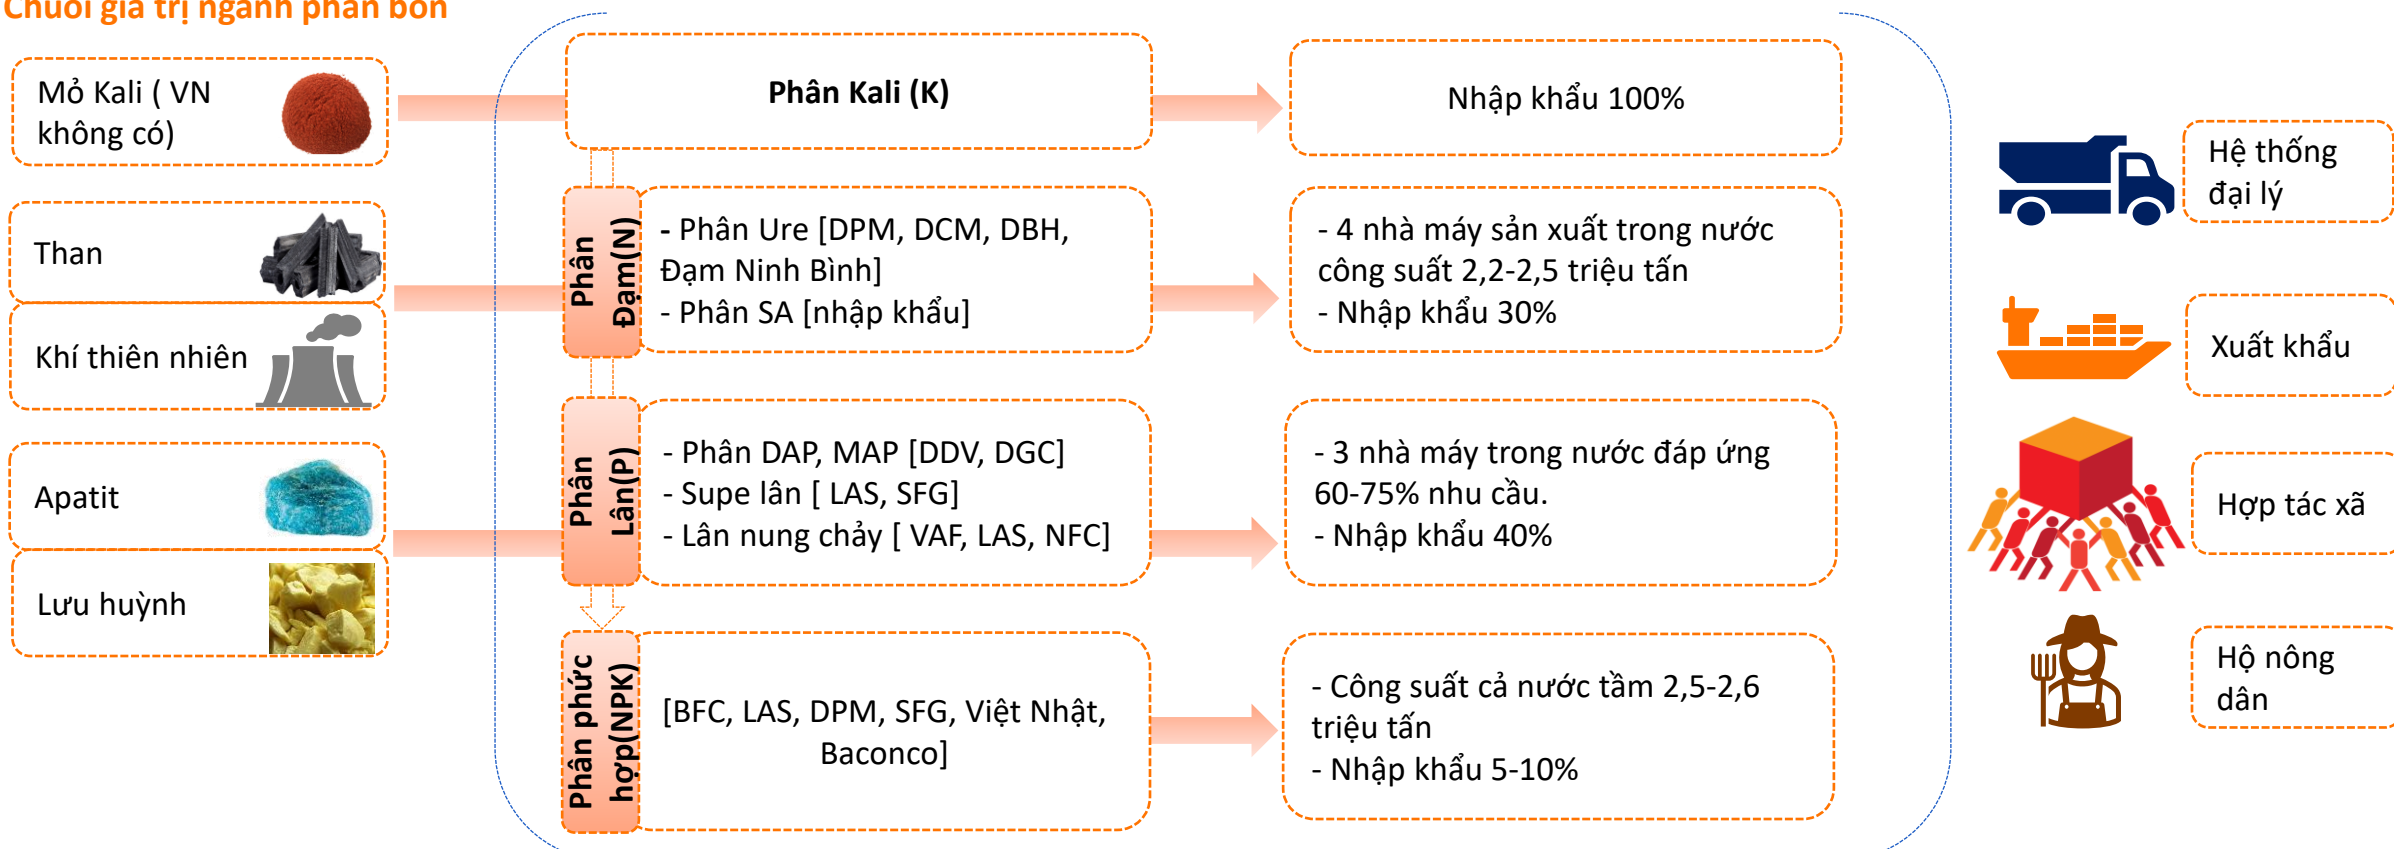 Chuỗi giá trị ngành phân bón
Mỏ Kali ( VN
không có)
Phân Kali (K)
Nhập khẩu 100%
Than
Khí thiên nhiên
Phân
Đạm(N)
- Phân Ure [DPM, DCM, DBH,
Đạm Ninh Bình]
- Phân SA [nhập khẩu]
- 4 nhà máy sản xuất trong nước
công suất 2,2-2,5 triệu tấn
- Nhập khẩu 30%
Apatit
Lưu huỳnh
Phân
Lân(P)
- Phân DAP, MAP [DDV, DGC]
- Supe lân [ LAS, SFG]
- Lân nung chảy [ VAF, LAS, NFC]
- 3 nhà máy trong nước đáp ứng
60-75% nhu cầu.
- Nhập khẩu 40%
Phân phức
hợp(NPK)
[BFC, LAS, DPM, SFG, Việt Nhật,
Baconco]
- Công suất cả nước tầm 2,5-2,6
triệu tấn
- Nhập khẩu 5-10%
Hệ thống
đại lý
Xuất khẩu
Hợp tác xã
Hộ nông
dân